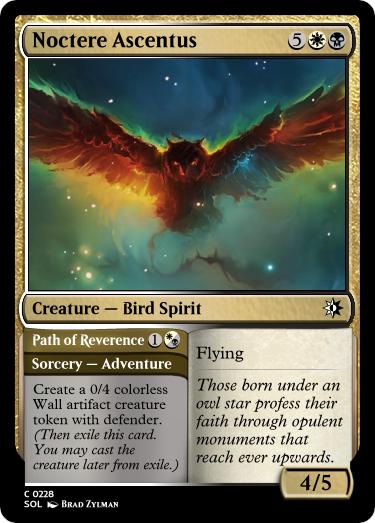 Noctere Ascentus 5
Creature — Bird Spirit
Path of Reverence 1
Sorcery — Adventure
Create a 0/4 colorless
Wall artifact creature
token with defender.
(Then exile this card.
You may cast the
creature later from exile.)
Flying
Those born under an
owl star profess their
faith through opulent
monuments that
reach ever upwards.
4/5
C 0228
SOL Brad Zylman